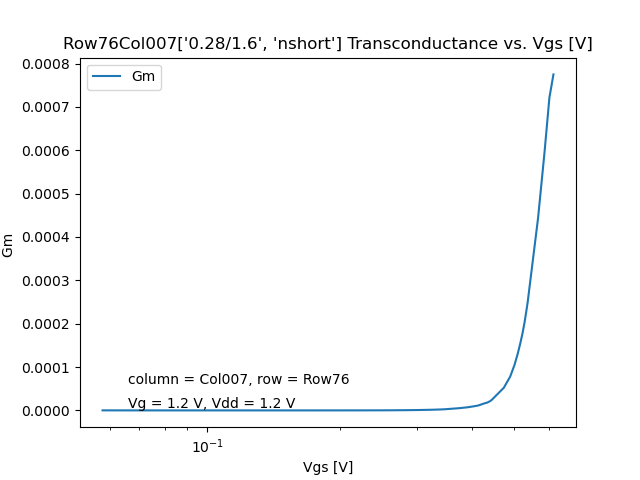 Row76Col007['0.28/1.6', 'nshort'] Transconductance vs. Vgs [V]
Gm
0.0008
0.0007
0.0006
0.0005
0.0004
0.0003
0.0002
0.0001
0.0000
Gm
column = Col007, row = Row76
Vg = 1.2 V, Vdd = 1.2 V
10⁻¹
Vgs [V]